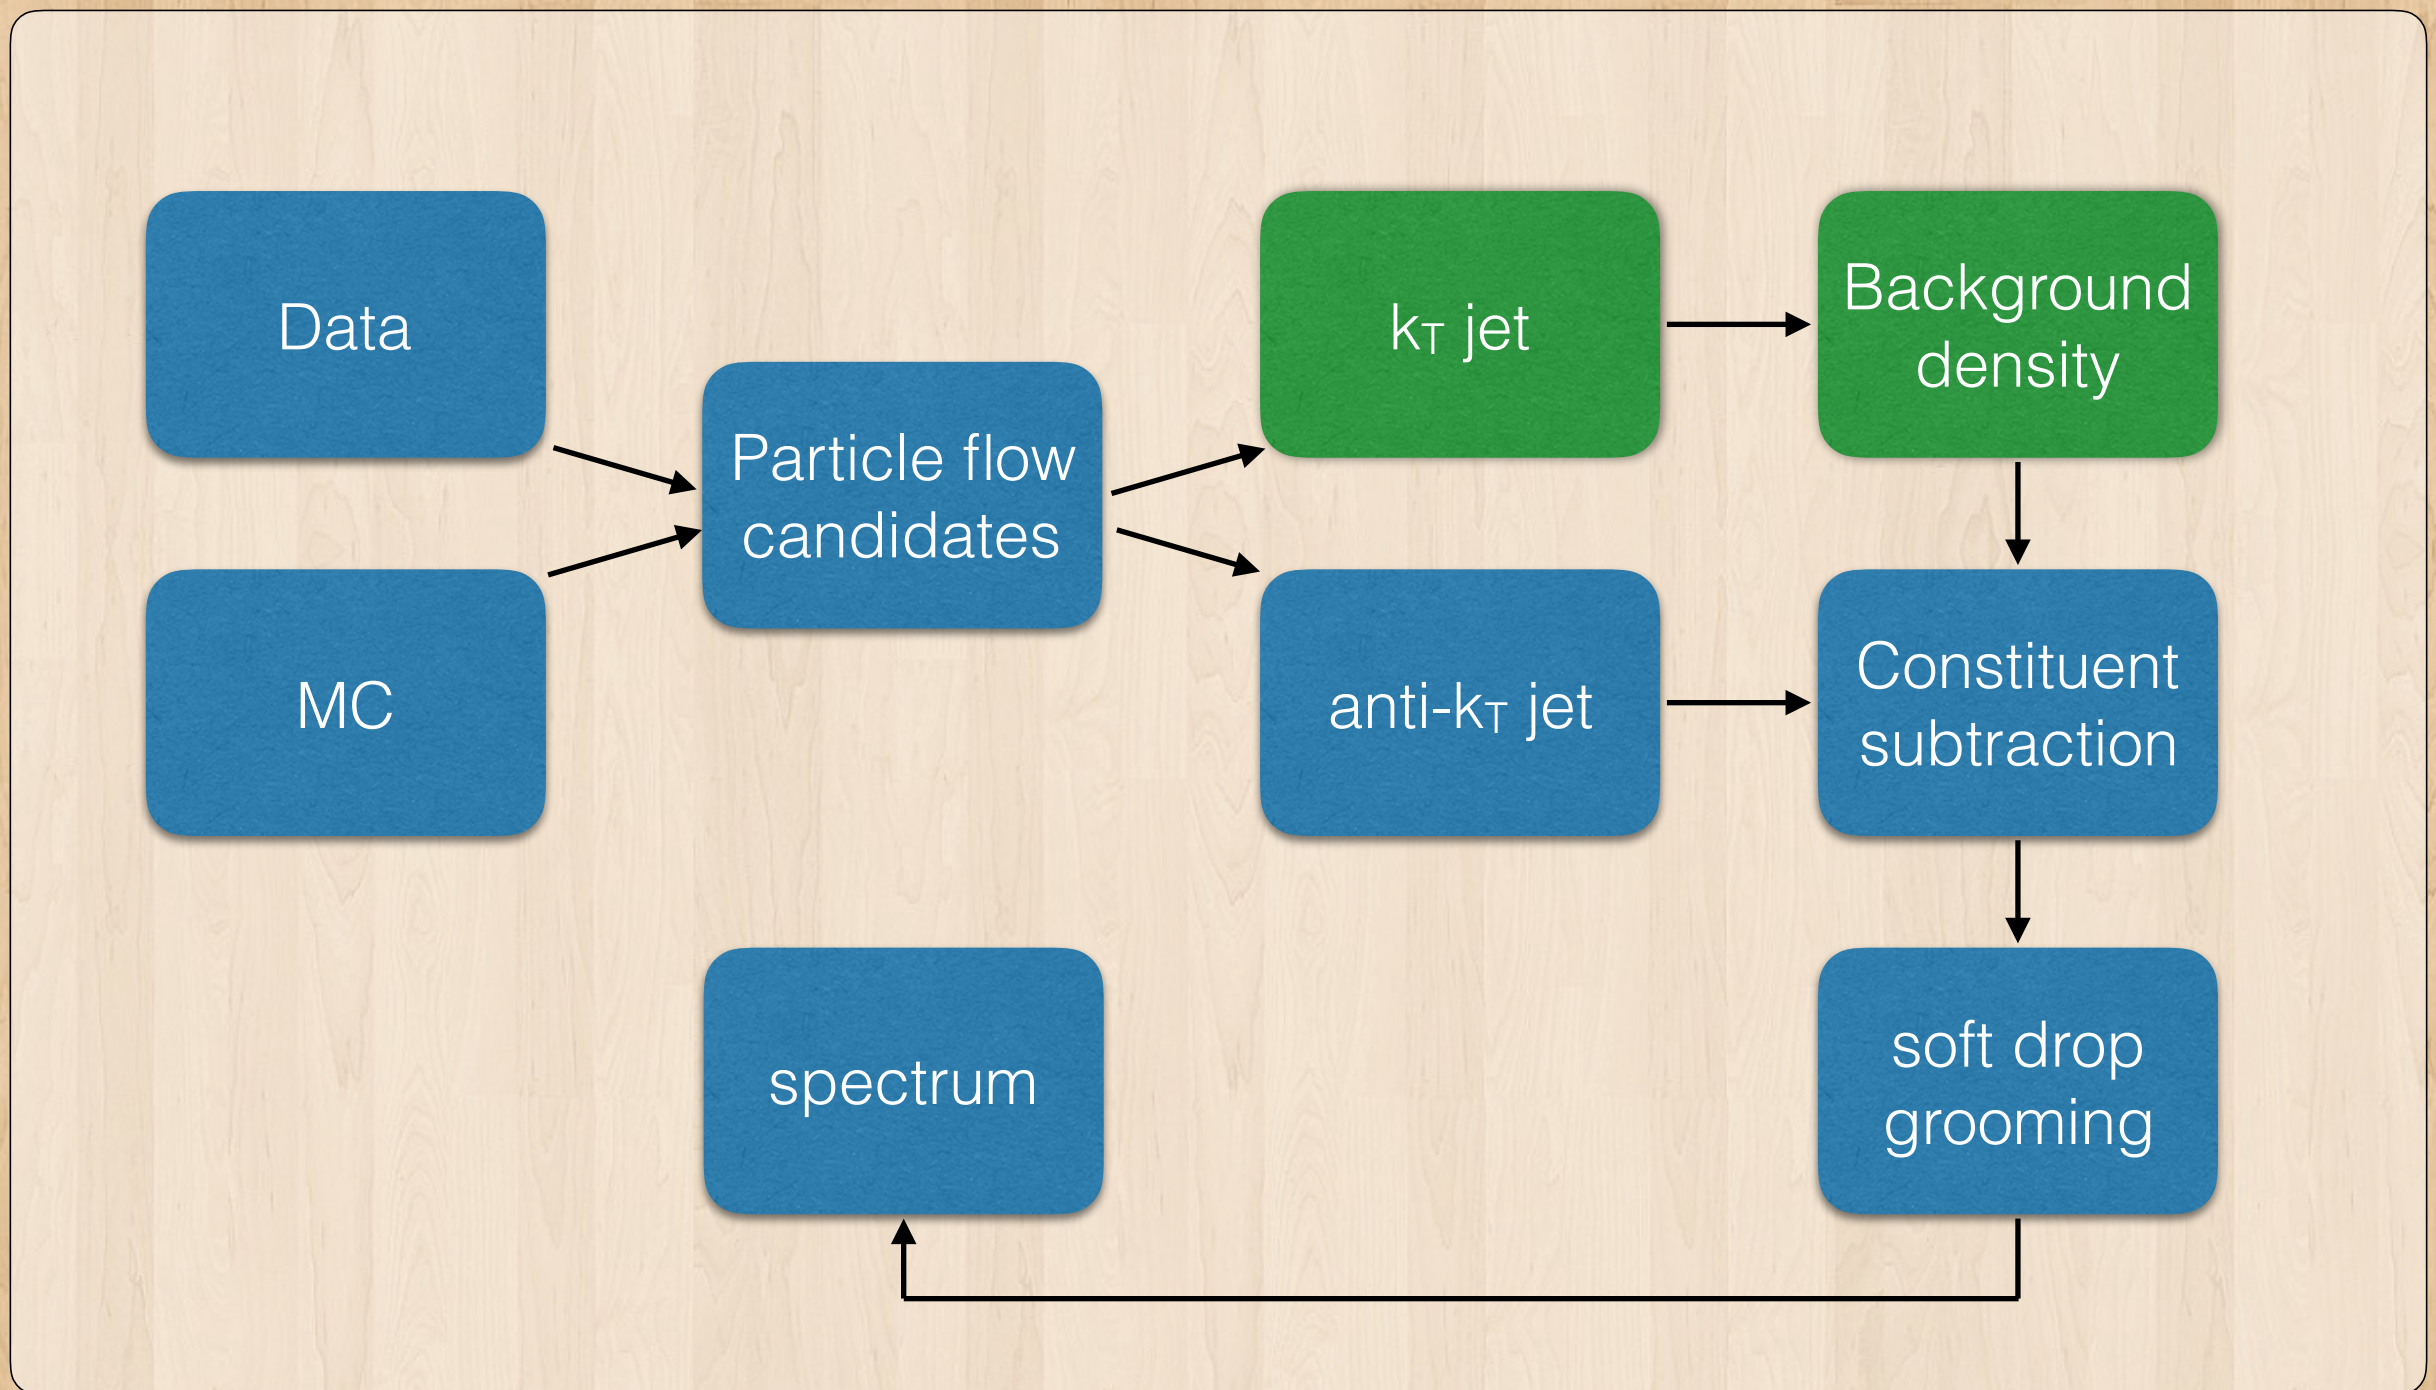 Data
MC
Particle flow
candidates
kT jet
anti-kT jet
Background
density
Constituent
subtraction
soft drop
grooming
spectrum